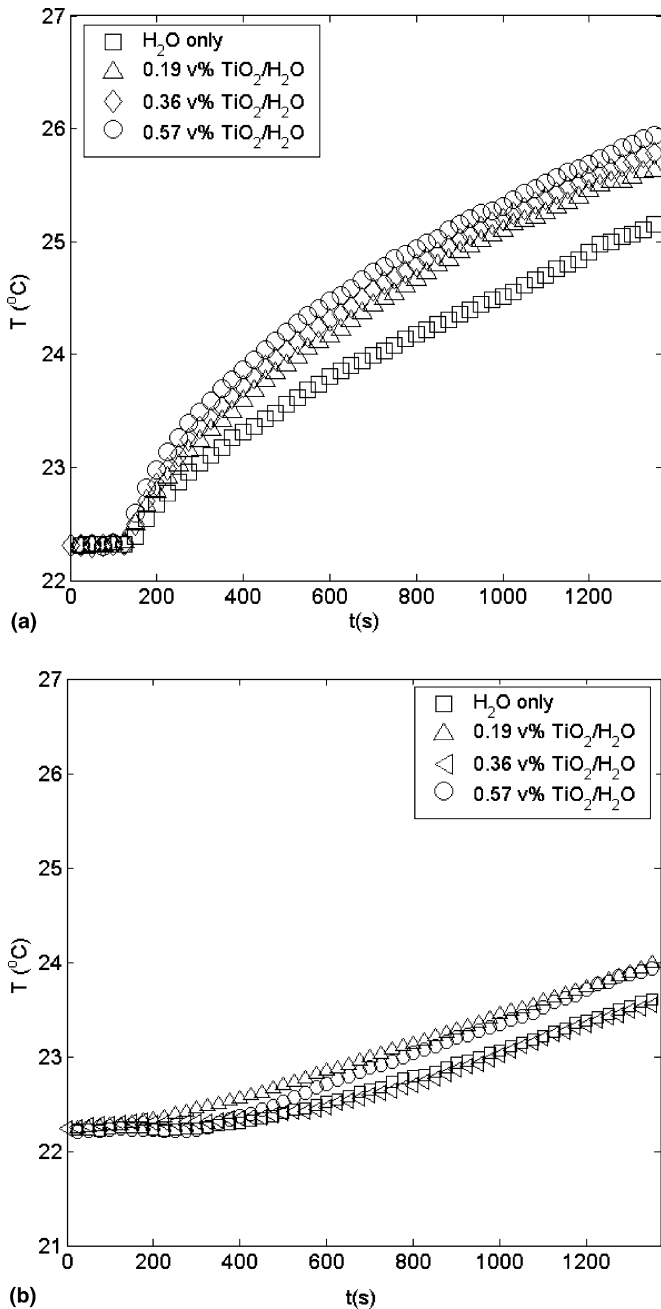 27
26
25
24
23
22
T (⁰C)
H₂O only
0.19 v% TiO₂/H₂O
0.36 v% TiO₂/H₂O
0.57 v% TiO₂/H₂O
0 200 400 600 800 1000 1200
t(s)
(a)
27
26
25
24
23
22
21
T (⁰C)
H₂O only
0.19 v% TiO₂/H₂O
0.36 v% TiO₂/H₂O
0.57 v% TiO₂/H₂O
0 200 400 600 800 1000 1200
t(s)
(b)